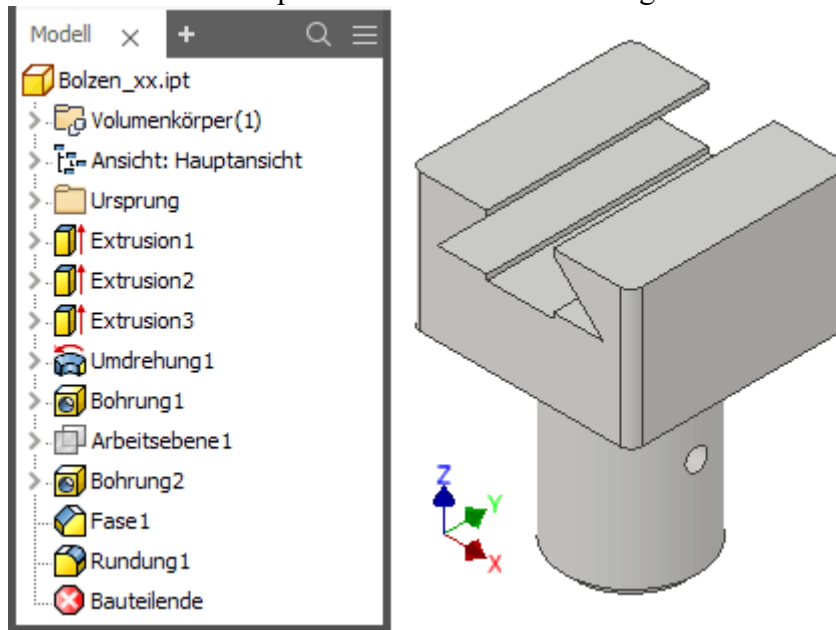 Modell
Bolzen_xx.ipt
Volumenkörper(1)
Ansicht: Hauptansicht
Ursprung
Extrusion1
Extrusion2
Extrusion3
Umdrehung1
Bohrung1
Arbeitsebene1
Bohrung2
Fase1
Rundung1
Bauteilende
Z
Y
X